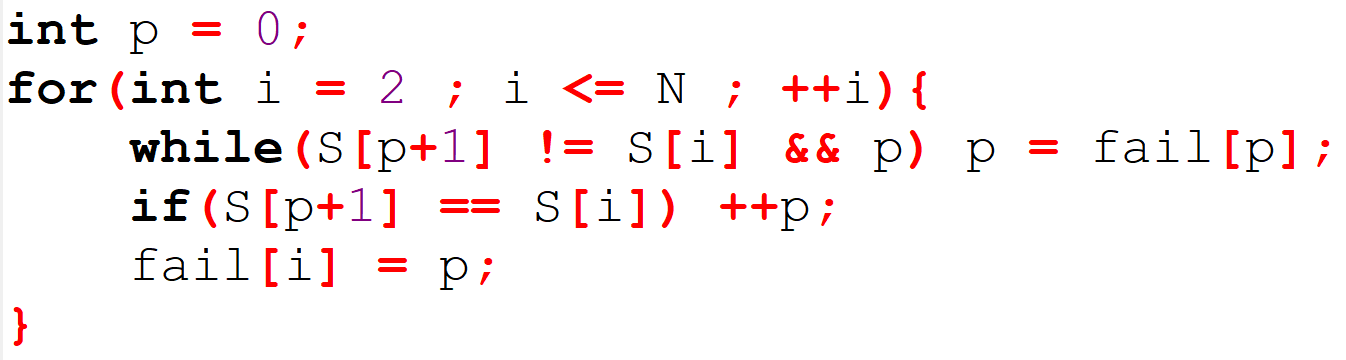 int p = 0;
for(int i = 2 ; i <= N ; ++i){
    while(S[p+1] != S[i] && p) p = fail[p];
    if(S[p+1] == S[i]) ++p;
    fail[i] = p;
}